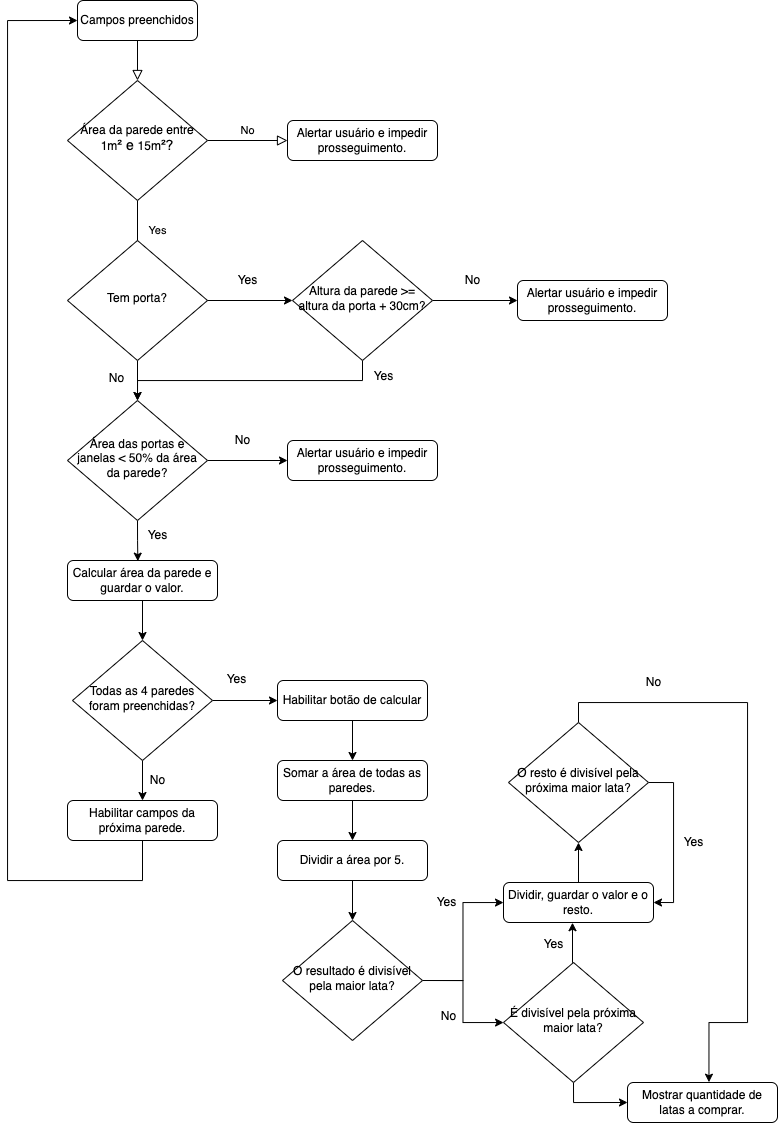 Campos preenchidos
Área da parede entre
1m² e 15m²?
No
Alertar usuário e impedir
prosseguimento.
Yes
Tem porta?
Yes
Altura da parede >=
altura da porta + 30cm?
No
Alertar usuário e impedir
prosseguimento.
No
Yes
Área das portas e
janelas < 50% da área
da parede?
No
Alertar usuário e impedir
prosseguimento.
Yes
Calcular área da parede e
guardar o valor.
Todas as 4 paredes
foram preenchidas?
Yes
Habilitar botão de calcular
No
Habilitar campos da
próxima parede.
Somar a área de todas as
paredes.
Dividir a área por 5.
O resultado é divisível
pela maior lata?
Yes
No
No
O resto é divisível pela
próxima maior lata?
Yes
Dividir, guardar o valor e o
resto.
Yes
É divisível pela próxima
maior lata?
Mostrar quantidade de
latas a comprar.